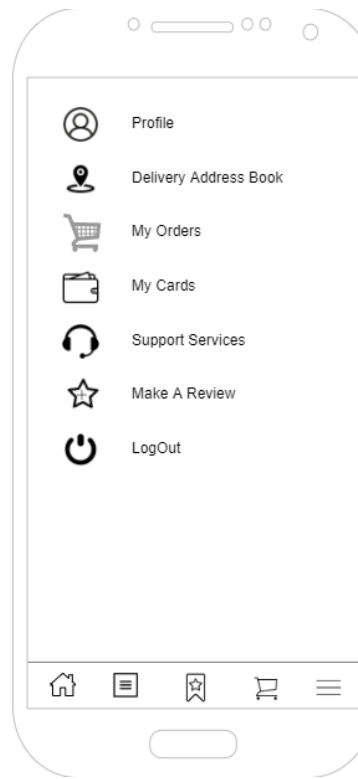 Profile
Delivery Address Book
My Orders
My Cards
Support Services
Make A Review
LogOut